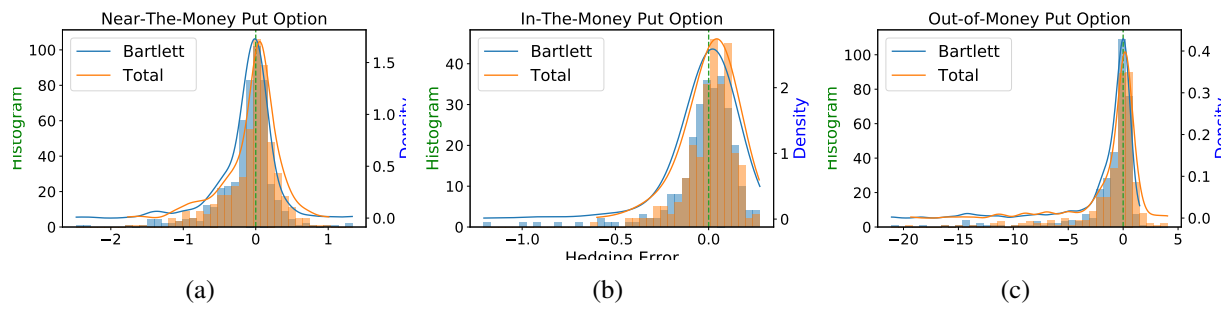 Near-The-Money Put Option
Bartlett
Total
Histogram
Density
100
80
60
40
20
0
1.5
1.0
0.5
0.0
−2
−1
0
1
(a)
In-The-Money Put Option
Bartlett
Total
Histogram
Density
40
30
20
10
0
2
1
0
−1.0
−0.5
0.0
Hedging Error
(b)
Out-of-Money Put Option
Bartlett
Total
Histogram
Density
100
80
60
40
20
0
0.4
0.3
0.2
0.1
0.0
−20
−15
−10
−5
0
5
(c)